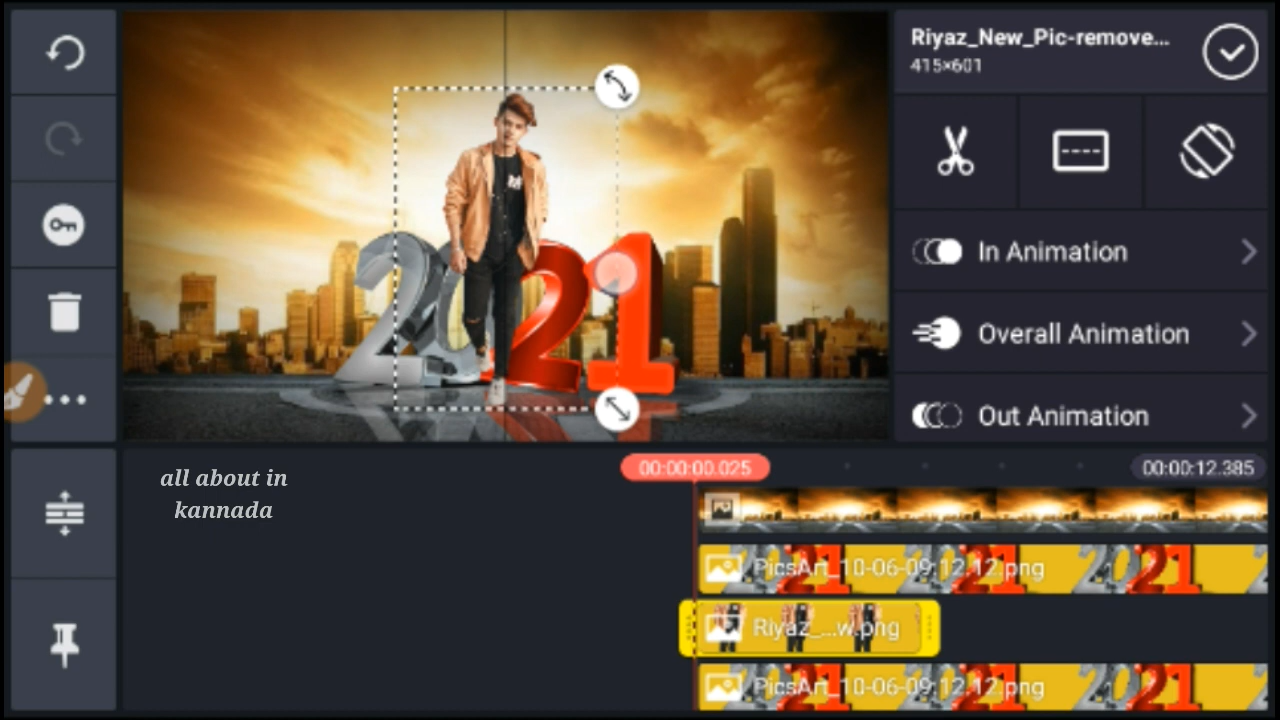 Riyaz_New_Pic-remove...
415×601
In Animation
Overall Animation
2021
Out Animation
all about in
kannada
00:00:00.025
00:00:12.385
PicsArt_10-06-09:12.12.png
Riyaz_...w.png
PicsArt_10-06-09:12.12.png